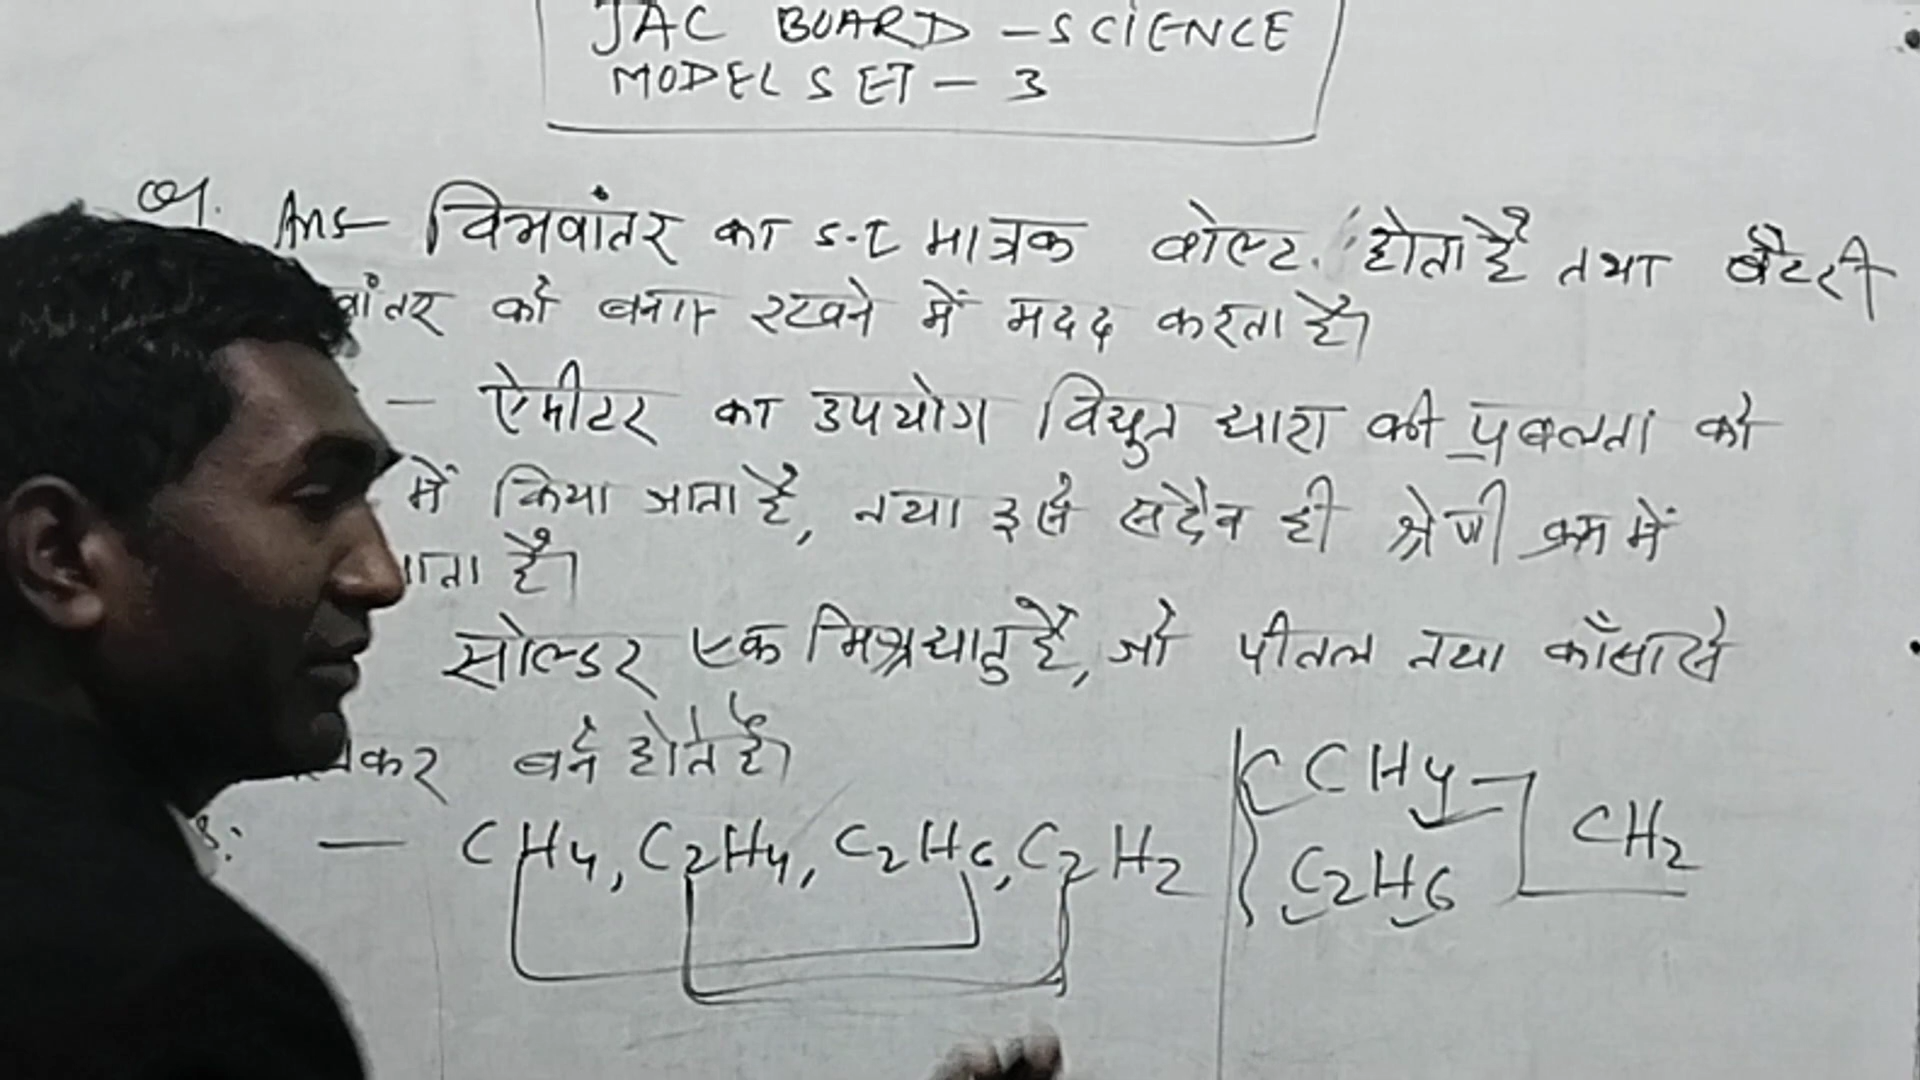 JAC BOARD - SCIENCE
MODEL SET - 3
Q1. Ans- विभवांतर का S.I मात्रक वोल्ट होता है तथा बैटरी
वांतर को बनाए रखने में मदद करता है।
- ऐमीटर का उपयोग विद्युत धारा की प्रबलता को
में किया जाता है, तथा इसे सदैव ही श्रेणी क्रम में
है।
सोल्डर एक मिश्रधातु है, जो पीतल तथा काँसा से
कर बने होते हैं।
- CH4, C2H4, C2H6, C2H2
CH4
CH2
C2H6